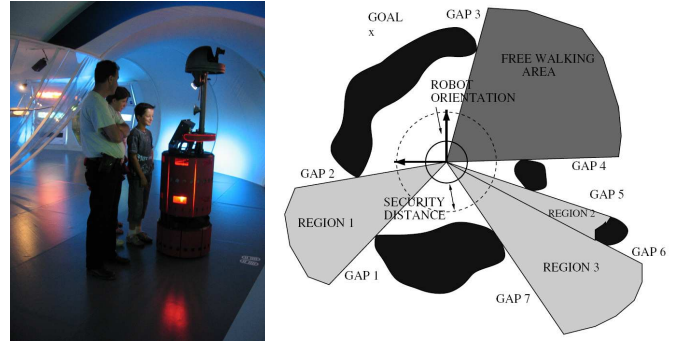 GOAL
x
GAP 3
FREE WALKING
AREA
ROBOT
ORIENTATION
GAP 2
GAP 4
SECURITY
DISTANCE
GAP 5
REGION 2
REGION 1
GAP 6
REGION 3
GAP 1
GAP 7